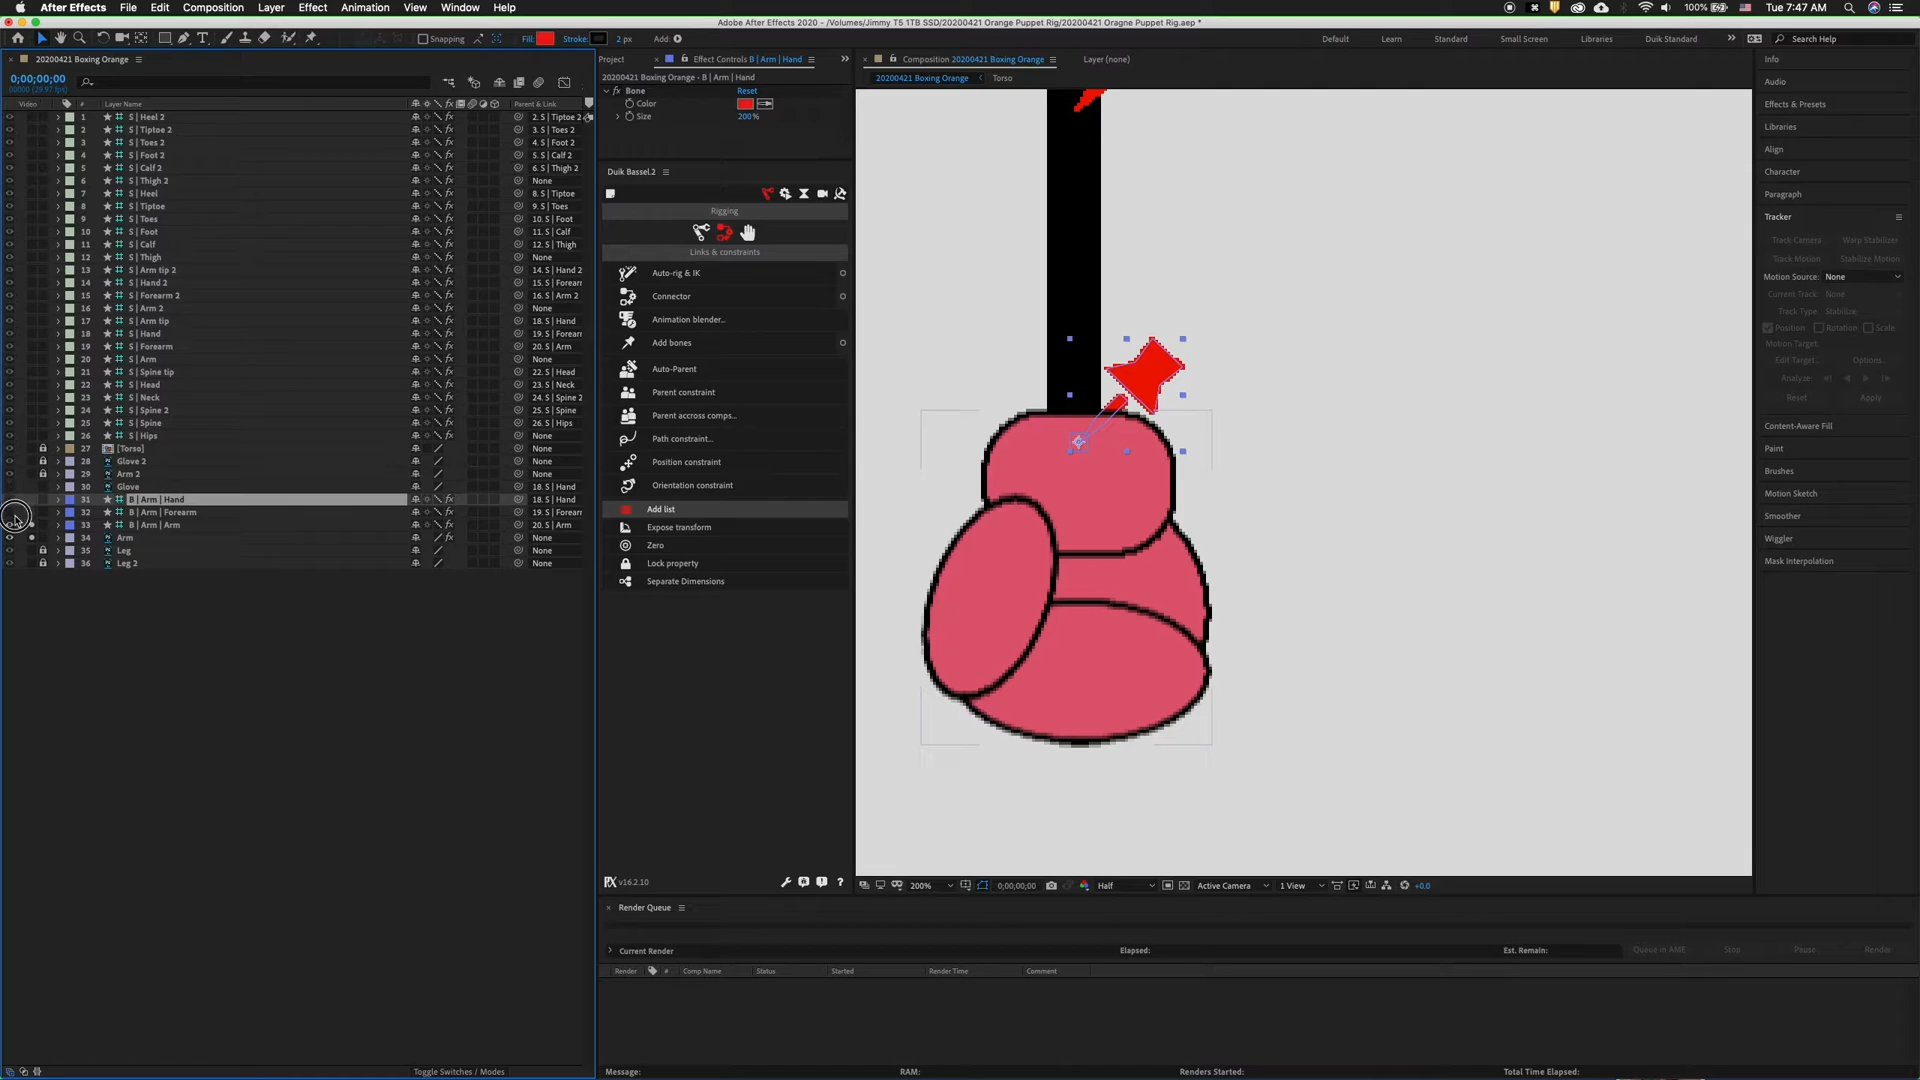 After Effects File Edit Composition Layer Effect Animation View Window Help 100% Tue 7:47 AM
Adobe After Effects 2020 - /Volumes/Jimmy T5 1TB SSD/20200421 Orange Puppet Rig/20200421 Oragne Puppet Rig.aep *
Snapping Fill: Stroke: 2 px Add: Default Learn Standard Small Screen Libraries Duik Standard Search Help
20200421 Boxing Orange
0;00;00;00
00000 (29.97 fps)
Video # Layer Name Parent & Link
1 S | Heel 2 2. S | Tiptoe 2
2 S | Tiptoe 2 3. S | Toes 2
3 S | Toes 2 4. S | Foot 2
4 S | Foot 2 5. S | Calf 2
5 S | Calf 2 6. S | Thigh 2
6 S | Thigh 2 None
7 S | Heel 8. S | Tiptoe
8 S | Tiptoe 9. S | Toes
9 S | Toes 10. S | Foot
10 S | Foot 11. S | Calf
11 S | Calf 12. S | Thigh
12 S | Thigh None
13 S | Arm tip 2 14. S | Hand 2
14 S | Hand 2 15. S | Forearm
15 S | Forearm 2 16. S | Arm 2
16 S | Arm 2 None
17 S | Arm tip 18. S | Hand
18 S | Hand 19. S | Forearm
19 S | Forearm 20. S | Arm
20 S | Arm None
21 S | Spine tip 22. S | Head
22 S | Head 23. S | Neck
23 S | Neck 24. S | Spine 2
24 S | Spine 2 25. S | Spine
25 S | Spine 26. S | Hips
26 S | Hips None
27 [Torso] None
28 Glove 2 None
29 Arm 2 None
30 Glove 18. S | Hand
31 B | Arm | Hand 18. S | Hand
32 B | Arm | Forearm 19. S | Forearm
33 B | Arm | Arm 20. S | Arm
34 Arm None
35 Leg None
36 Leg 2 None
Toggle Switches / Modes
Project Effect Controls B | Arm | Hand
20200421 Boxing Orange - B | Arm | Hand
fx Bone Reset
Color
Size 200%
Duik Bassel.2
Rigging
Links & constraints
Auto-rig & IK
Connector
Animation blender...
Add bones
Auto-Parent
Parent constraint
Parent accross comps...
Path constraint...
Position constraint
Orientation constraint
Add list
Expose transform
Zero
Lock property
Separate Dimensions
v16.2.10 ?
Composition 20200421 Boxing Orange Layer (none)
20200421 Boxing Orange Torso
200% 0;00;00;00 Half Active Camera 1 View +0.0
Render Queue
Current Render Elapsed: Est. Remain: Queue in AME Stop Pause Render
Render # Comp Name Status Started Render Time Comment
Message: RAM: Renders Started: Total Time Elapsed:
Info
Audio
Effects & Presets
Libraries
Align
Character
Paragraph
Tracker
Track Camera Warp Stabilizer
Track Motion Stabilize Motion
Motion Source: None
Current Track: None
Track Type: Stabilize
Position Rotation Scale
Motion Target:
Edit Target... Options...
Analyze:
Reset Apply
Content-Aware Fill
Paint
Brushes
Motion Sketch
Smoother
Wiggler
Mask Interpolation